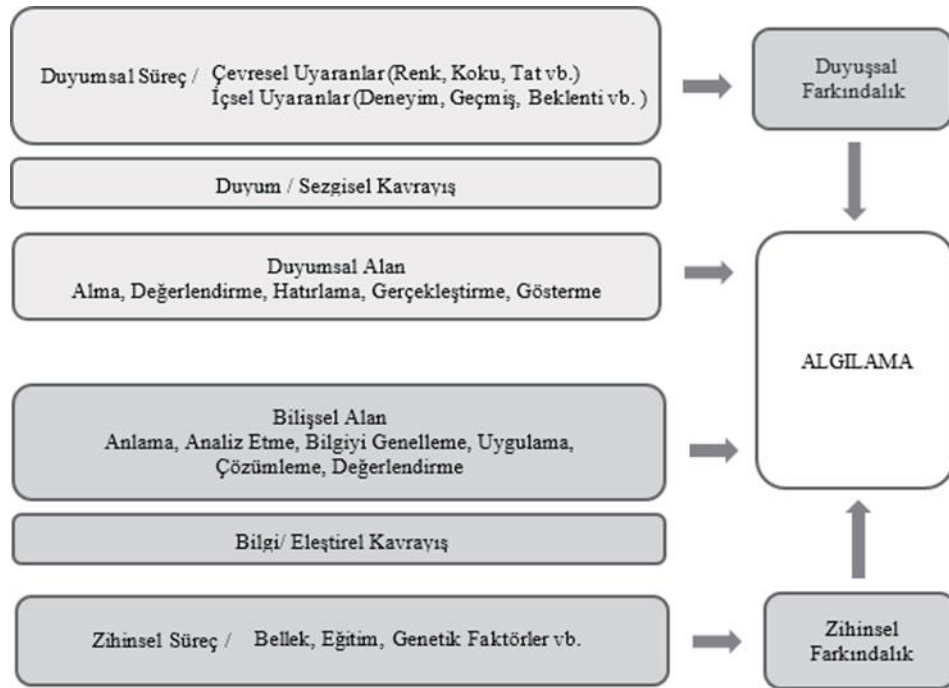 Duyumsal Süreç / Çevresel Uyaranlar (Renk, Koku, Tat vb.)
İçsel Uyaranlar (Deneyim, Geçmiş, Beklenti vb. )
Duyuşsal
Farkındalık
Duyum / Sezgisel Kavrayış
Duyumsal Alan
Alma, Değerlendirme, Hatırlama, Gerçekleştirme, Gösterme
ALGILAMA
Bilişsel Alan
Anlama, Analiz Etme, Bilgiyi Genelleme, Uygulama,
Çözümleme, Değerlendirme
Bilgi/ Eleştirel Kavrayış
Zihinsel Süreç / Bellek, Eğitim, Genetik Faktörler vb.
Zihinsel
Farkındalık